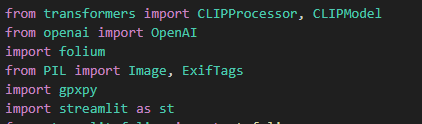 from transformers import CLIPProcessor, CLIPModel
from openai import OpenAI
import folium
from PIL import Image, ExifTags
import gpxpy
import streamlit as st